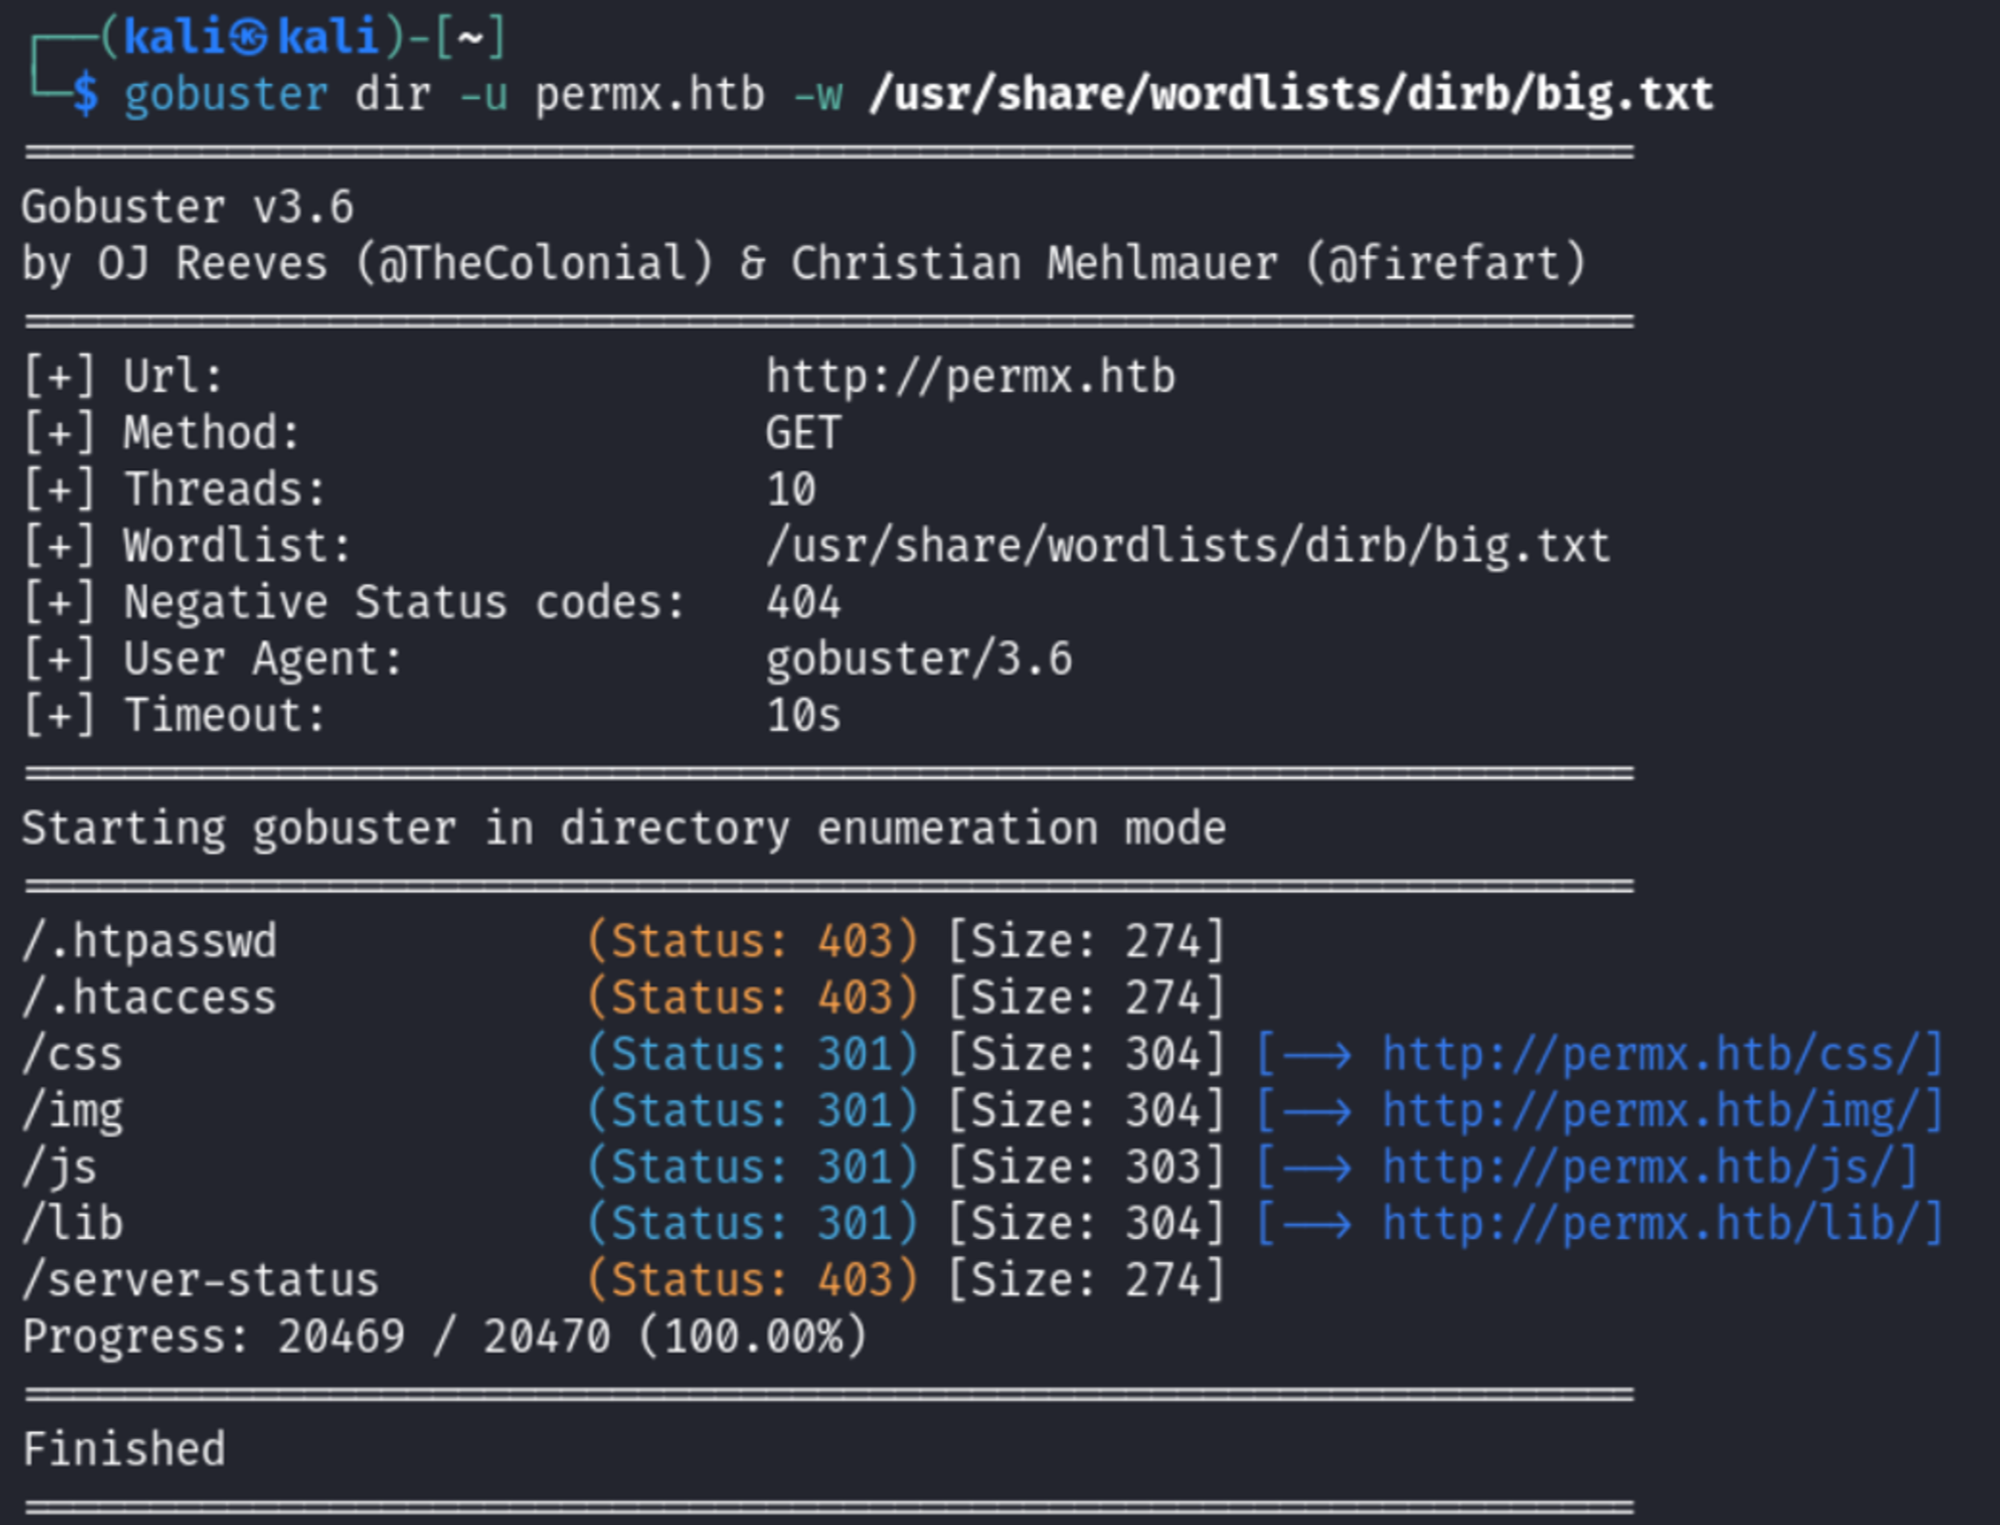 ┌──(kali㉿kali)-[~]
└─$ gobuster dir -u permx.htb -w /usr/share/wordlists/dirb/big.txt
===============================================================
Gobuster v3.6
by OJ Reeves (@TheColonial) & Christian Mehlmauer (@firefart)
===============================================================
[+] Url:                     http://permx.htb
[+] Method:                  GET
[+] Threads:                 10
[+] Wordlist:                /usr/share/wordlists/dirb/big.txt
[+] Negative Status codes:   404
[+] User Agent:              gobuster/3.6
[+] Timeout:                 10s
===============================================================
Starting gobuster in directory enumeration mode
===============================================================
/.htpasswd            (Status: 403) [Size: 274]
/.htaccess            (Status: 403) [Size: 274]
/css                  (Status: 301) [Size: 304] [--> http://permx.htb/css/]
/img                  (Status: 301) [Size: 304] [--> http://permx.htb/img/]
/js                   (Status: 301) [Size: 303] [--> http://permx.htb/js/]
/lib                  (Status: 301) [Size: 304] [--> http://permx.htb/lib/]
/server-status        (Status: 403) [Size: 274]
Progress: 20469 / 20470 (100.00%)
===============================================================
Finished
===============================================================